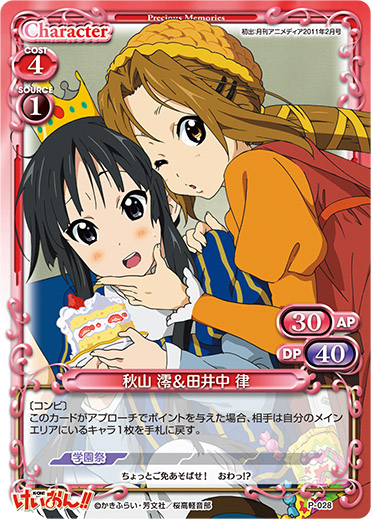 Precious Memories
Character
初出:月刊アニメディア2011年2月号
COST
4
SOURCE
1
30 AP
DP 40
秋山 澪&田井中 律
[コンビ]
このカードがアプローチでポイントを与えた場合、相手は自分のメイン
エリアにいるキャラ1枚を手札に戻す。
学園祭
ちょっとご免あそばせ! おわっ!?
けいおん!!
©かきふらい・芳文社/桜高軽音部
P-028